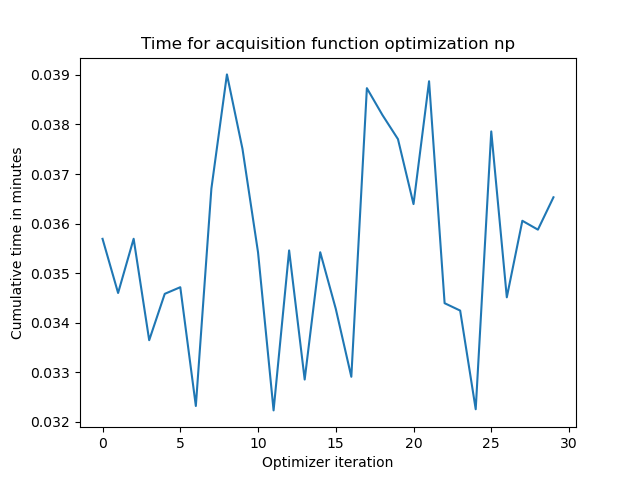 Time for acquisition function optimization np
Cumulative time in minutes
0.039
0.038
0.037
0.036
0.035
0.034
0.033
0.032
0 5 10 15 20 25 30
Optimizer iteration